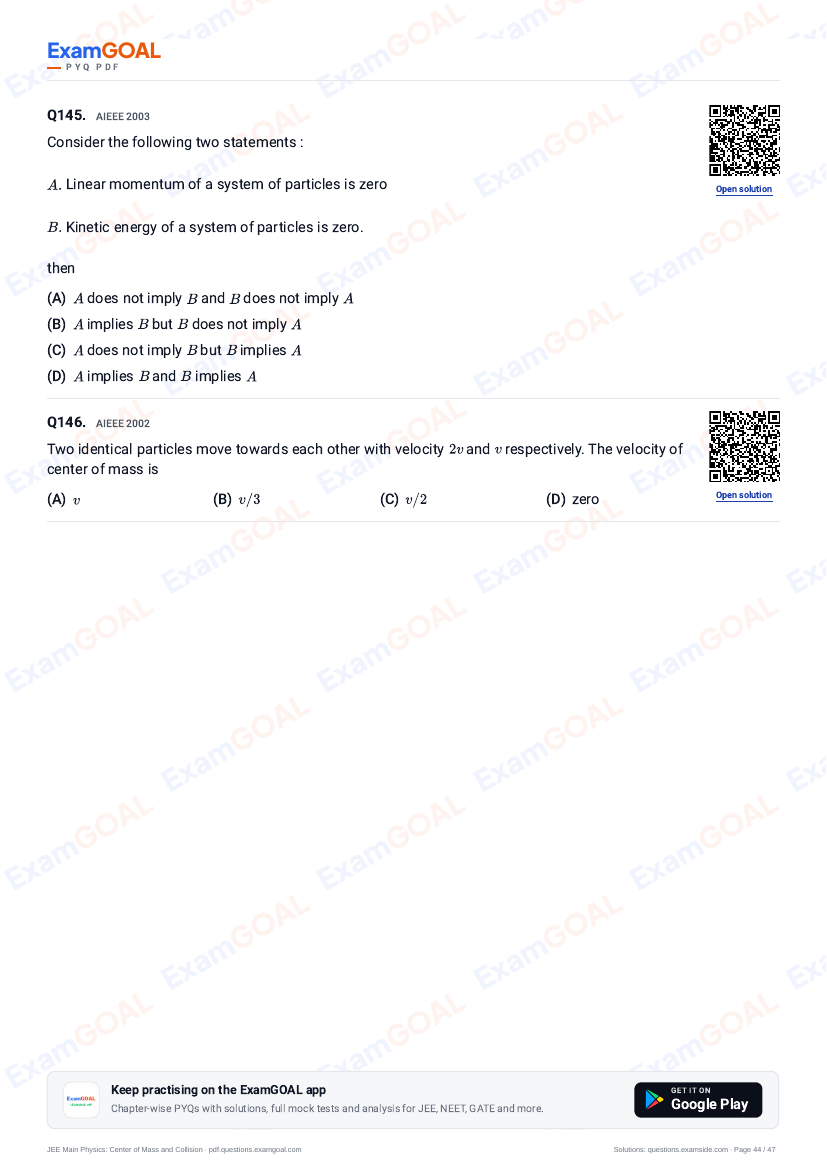 ExamGOAL
PYQ PDF
Q145. AIEEE 2003
Consider the following two statements :
Open solution
A. Linear momentum of a system of particles is zero
B. Kinetic energy of a system of particles is zero.
then
(A) A does not imply B and B does not imply A
(B) A implies B but B does not imply A
(C) A does not imply B but B implies A
(D) A implies B and B implies A
Q146. AIEEE 2002
Two identical particles move towards each other with velocity 2v and v respectively. The velocity of
center of mass is
(A) v (B) v/3 (C) v/2 (D) zero
Open solution
Keep practising on the ExamGOAL app
Chapter-wise PYQs with solutions, full mock tests and analysis for JEE, NEET, GATE and more.
GET IT ON
Google Play
JEE Main Physics: Center of Mass and Collision · pdf.questions.examgoal.com
Solutions: questions.examside.com · Page 44 / 47